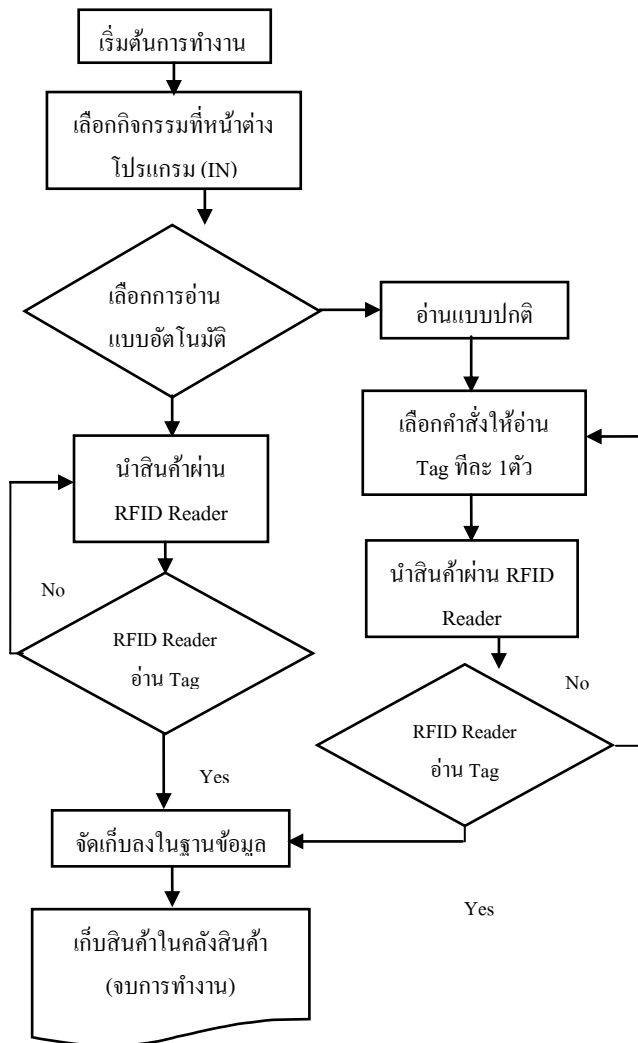 เริ่มต้นการทำงาน
เลือกกิจกรรมที่หน้าต่าง
โปรแกรม (IN)
เลือกการอ่าน
แบบอัตโนมัติ
อ่านแบบปกติ
เลือกคำสั่งให้อ่าน
Tag ทีละ 1ตัว
นำสินค้าผ่าน
RFID Reader
นำสินค้าผ่าน RFID
Reader
No
RFID Reader
อ่าน Tag
No
RFID Reader
อ่าน Tag
Yes
จัดเก็บลงในฐานข้อมูล
Yes
เก็บสินค้าในคลังสินค้า
(จบการทำงาน)